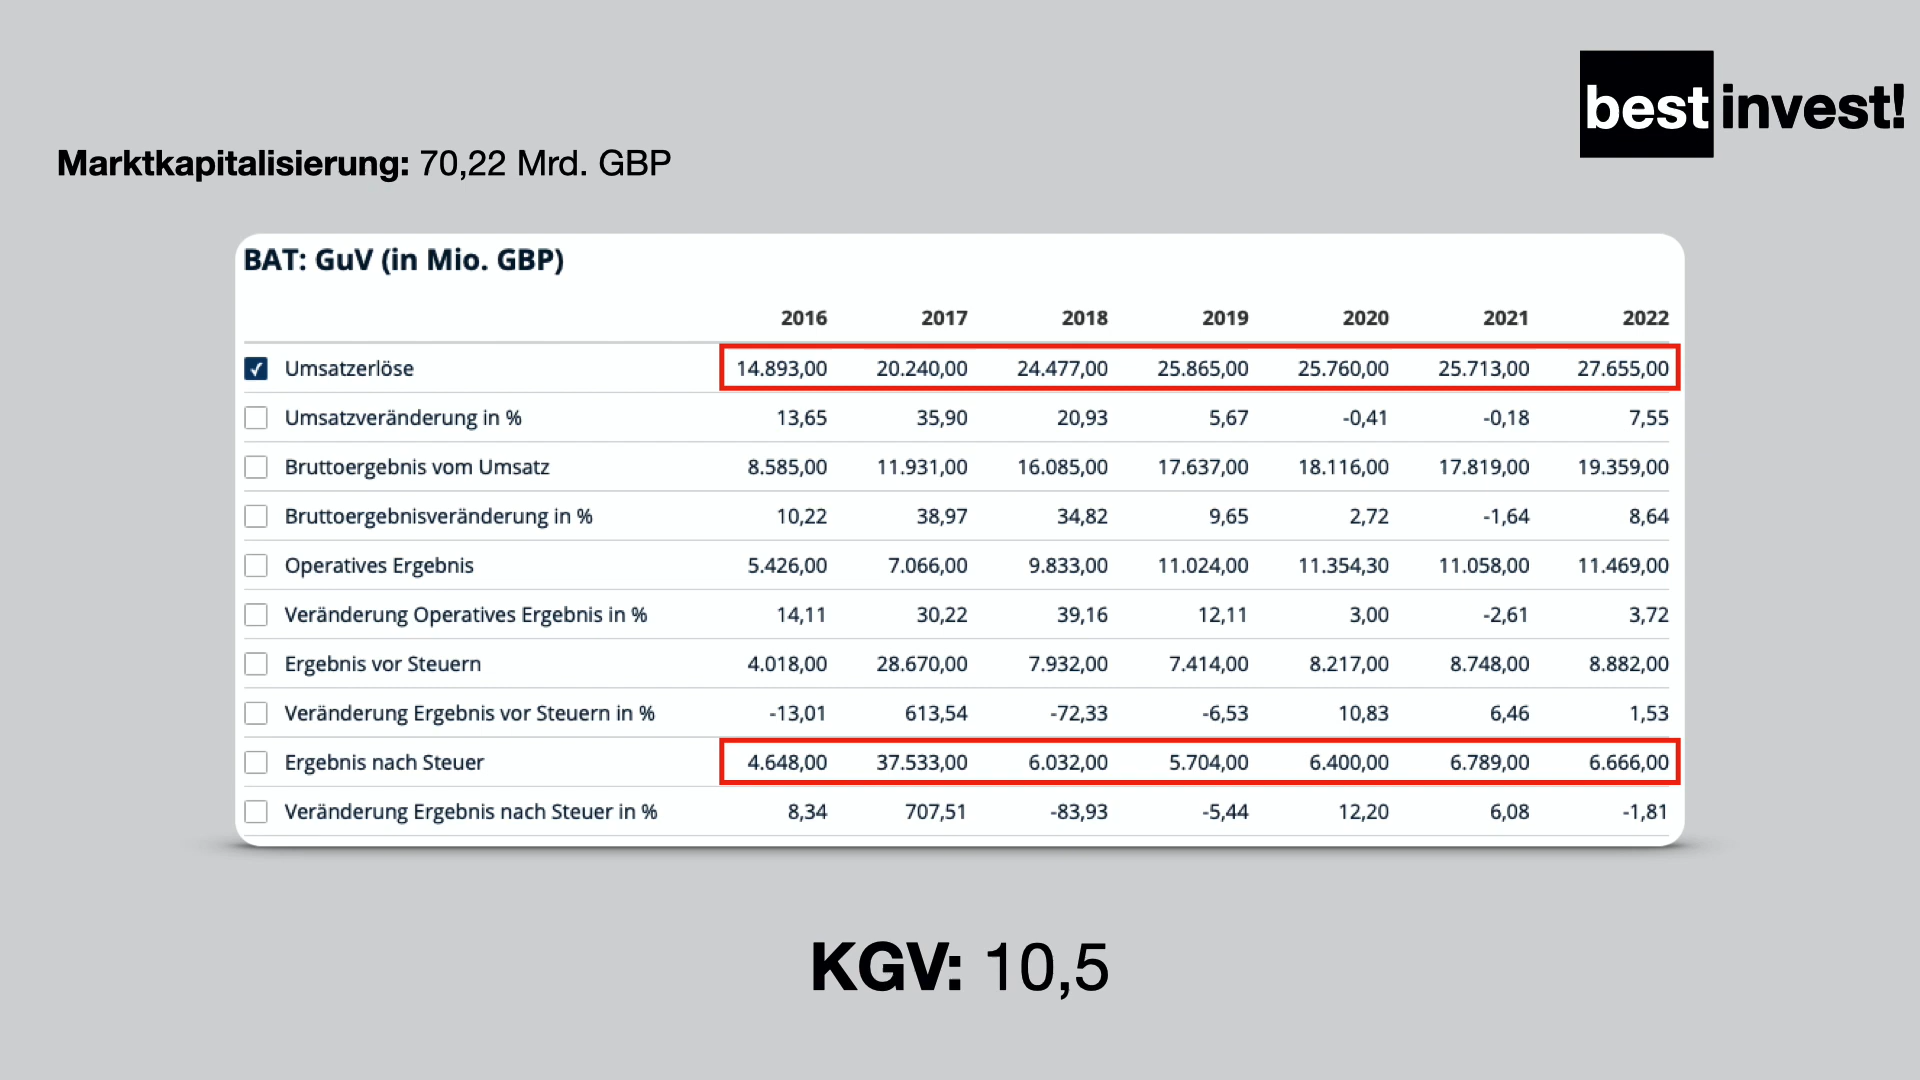 bestinvest!
Marktkapitalisierung: 70,22 Mrd. GBP
BAT: GuV (in Mio. GBP)
2016 2017 2018 2019 2020 2021 2022
Umsatzerlöse 14.893,00 20.240,00 24.477,00 25.865,00 25.760,00 25.713,00 27.655,00
Umsatzveränderung in % 13,65 35,90 20,93 5,67 -0,41 -0,18 7,55
Bruttoergebnis vom Umsatz 8.585,00 11.931,00 16.085,00 17.637,00 18.116,00 17.819,00 19.359,00
Bruttoergebnisveränderung in % 10,22 38,97 34,82 9,65 2,72 -1,64 8,64
Operatives Ergebnis 5.426,00 7.066,00 9.833,00 11.024,00 11.354,30 11.058,00 11.469,00
Veränderung Operatives Ergebnis in % 14,11 30,22 39,16 12,11 3,00 -2,61 3,72
Ergebnis vor Steuern 4.018,00 28.670,00 7.932,00 7.414,00 8.217,00 8.748,00 8.882,00
Veränderung Ergebnis vor Steuern in % -13,01 613,54 -72,33 -6,53 10,83 6,46 1,53
Ergebnis nach Steuer 4.648,00 37.533,00 6.032,00 5.704,00 6.400,00 6.789,00 6.666,00
Veränderung Ergebnis nach Steuer in % 8,34 707,51 -83,93 -5,44 12,20 6,08 -1,81
KGV: 10,5